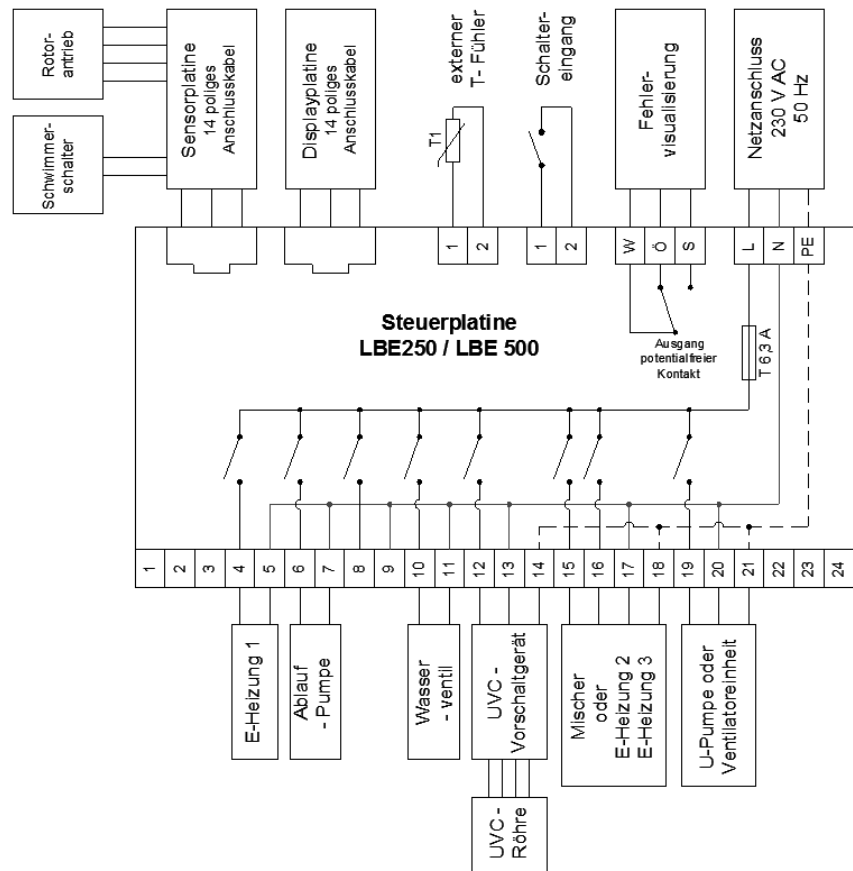 Rotor-
antrieb
Schwimmer-
schalter
Sensorplatine
14 poliges
Anschlusskabel
Displayplatine
14 poliges
Anschlusskabel
externer
T- Fühler
T1
Schalter-
eingang
Fehler-
visualisierung
Netzanschluss
230 V AC
50 Hz
1
2
1
2
W
Ö
S
L
N
PE
Steuerplatine
LBE250 / LBE 500
Ausgang
potentialfreier
Kontakt
T 6,3 A
1
2
3
4
5
6
7
8
9
10
11
12
13
14
15
16
17
18
19
20
21
22
23
24
E-Heizung 1
Ablauf
- Pumpe
Wasser
- ventil
UVC -
Vorschaltgerät
UVC -
Röhre
Mischer
oder
E-Heizung 2
E-Heizung 3
U-Pumpe oder
Ventilatoreinheit